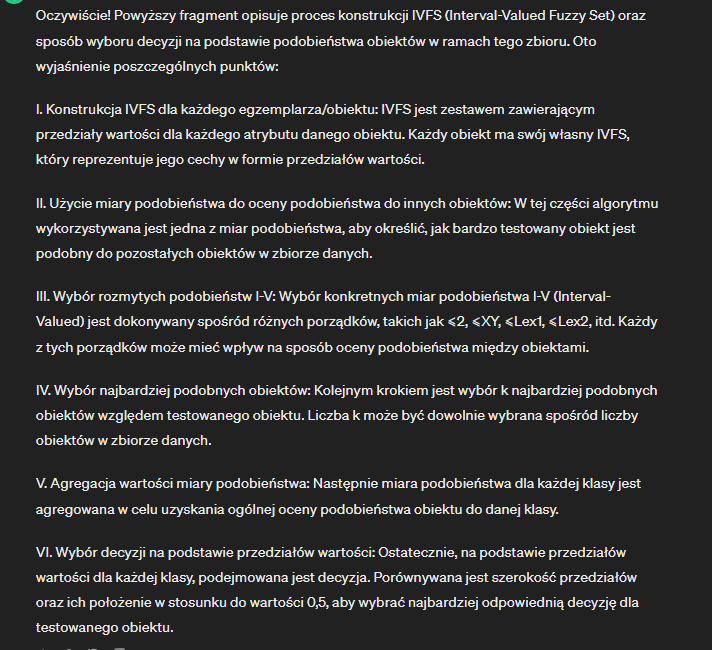 Oczywiście! Powyższy fragment opisuje proces konstrukcji IVFS (Interval-Valued Fuzzy Set) oraz
sposób wyboru decyzji na podstawie podobieństwa obiektów w ramach tego zbioru. Oto
wyjaśnienie poszczególnych punktów:
I. Konstrukcja IVFS dla każdego egzemplarza/obiektu: IVFS jest zestawem zawierającym
przedziały wartości dla każdego atrybutu danego obiektu. Każdy obiekt ma swój własny IVFS,
który reprezentuje jego cechy w formie przedziałów wartości.
II. Użycie miary podobieństwa do oceny podobieństwa do innych obiektów: W tej części algorytmu
wykorzystywana jest jedna z miar podobieństwa, aby określić, jak bardzo testowany obiekt jest
podobny do pozostałych obiektów w zbiorze danych.
III. Wybór rozmytych podobieństw I-V: Wybór konkretnych miar podobieństwa I-V (Interval-
Valued) jest dokonywany spośród różnych porządków, takich jak ⩽2, ⩽XY, ⩽Lex1, ⩽Lex2, itd. Każdy
z tych porządków może mieć wpływ na sposób oceny podobieństwa między obiektami.
IV. Wybór najbardziej podobnych obiektów: Kolejnym krokiem jest wybór k najbardziej podobnych
obiektów względem testowanego obiektu. Liczba k może być dowolnie wybrana spośród liczby
obiektów w zbiorze danych.
V. Agregacja wartości miary podobieństwa: Następnie miara podobieństwa dla każdej klasy jest
agregowana w celu uzyskania ogólnej oceny podobieństwa obiektu do danej klasy.
VI. Wybór decyzji na podstawie przedziałów wartości: Ostatecznie, na podstawie przedziałów
wartości dla każdej klasy, podejmowana jest decyzja. Porównywana jest szerokość przedziałów
oraz ich położenie w stosunku do wartości 0,5, aby wybrać najbardziej odpowiednią decyzję dla
testowanego obiektu.